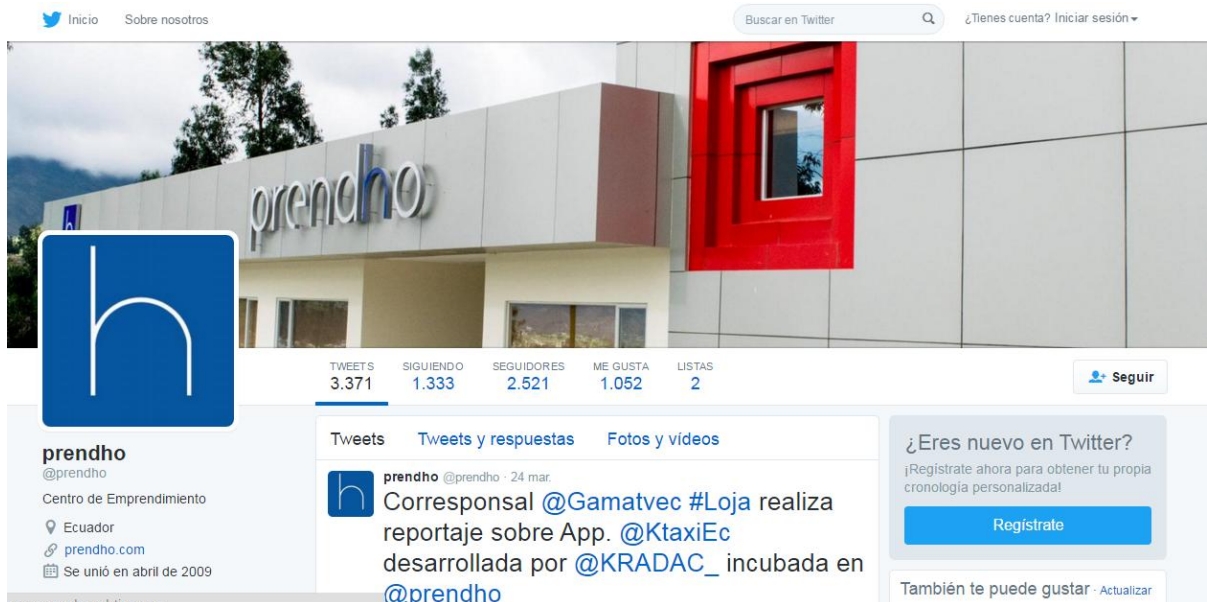 Inicio Sobre nosotros
Buscar en Twitter
¿Tienes cuenta? Iniciar sesión
prendho
h
h
TWEETS SIGUIENDO SEGUIDORES ME GUSTA LISTAS
3.371 1.333 2.521 1.052 2
Seguir
prendho
@prendho
Centro de Emprendimiento
Ecuador
prendho.com
Se unió en abril de 2009
Tweets Tweets y respuestas Fotos y vídeos
h
prendho @prendho · 24 mar.
Corresponsal @Gamatvec #Loja realiza
reportaje sobre App. @KtaxiEc
desarrollada por @KRADAC_ incubada en
@prendho
¿Eres nuevo en Twitter?
¡Regístrate ahora para obtener tu propia
cronología personalizada!
Regístrate
También te puede gustar · Actualizar